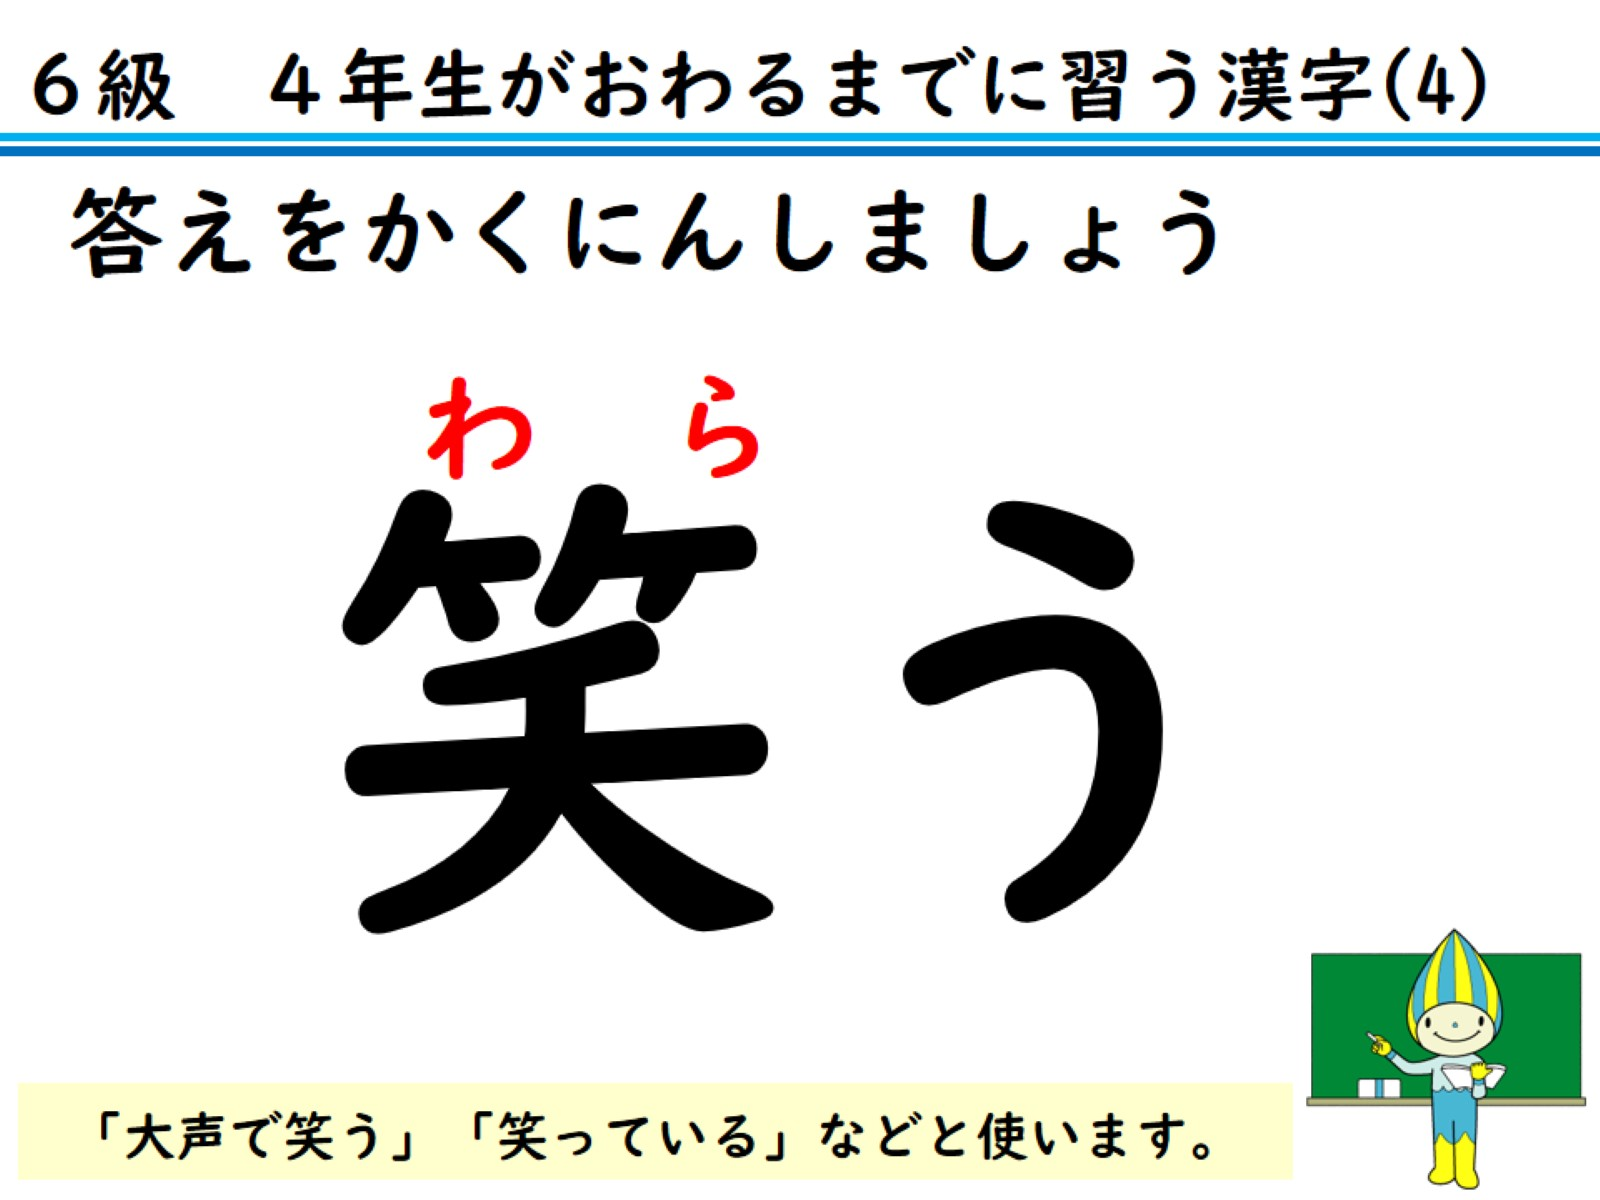 ６級　４年生がおわるまでに習う漢字(4)
答えをかくにんしましょう
わら
笑う
「大声で笑う」「笑っている」などと使います。